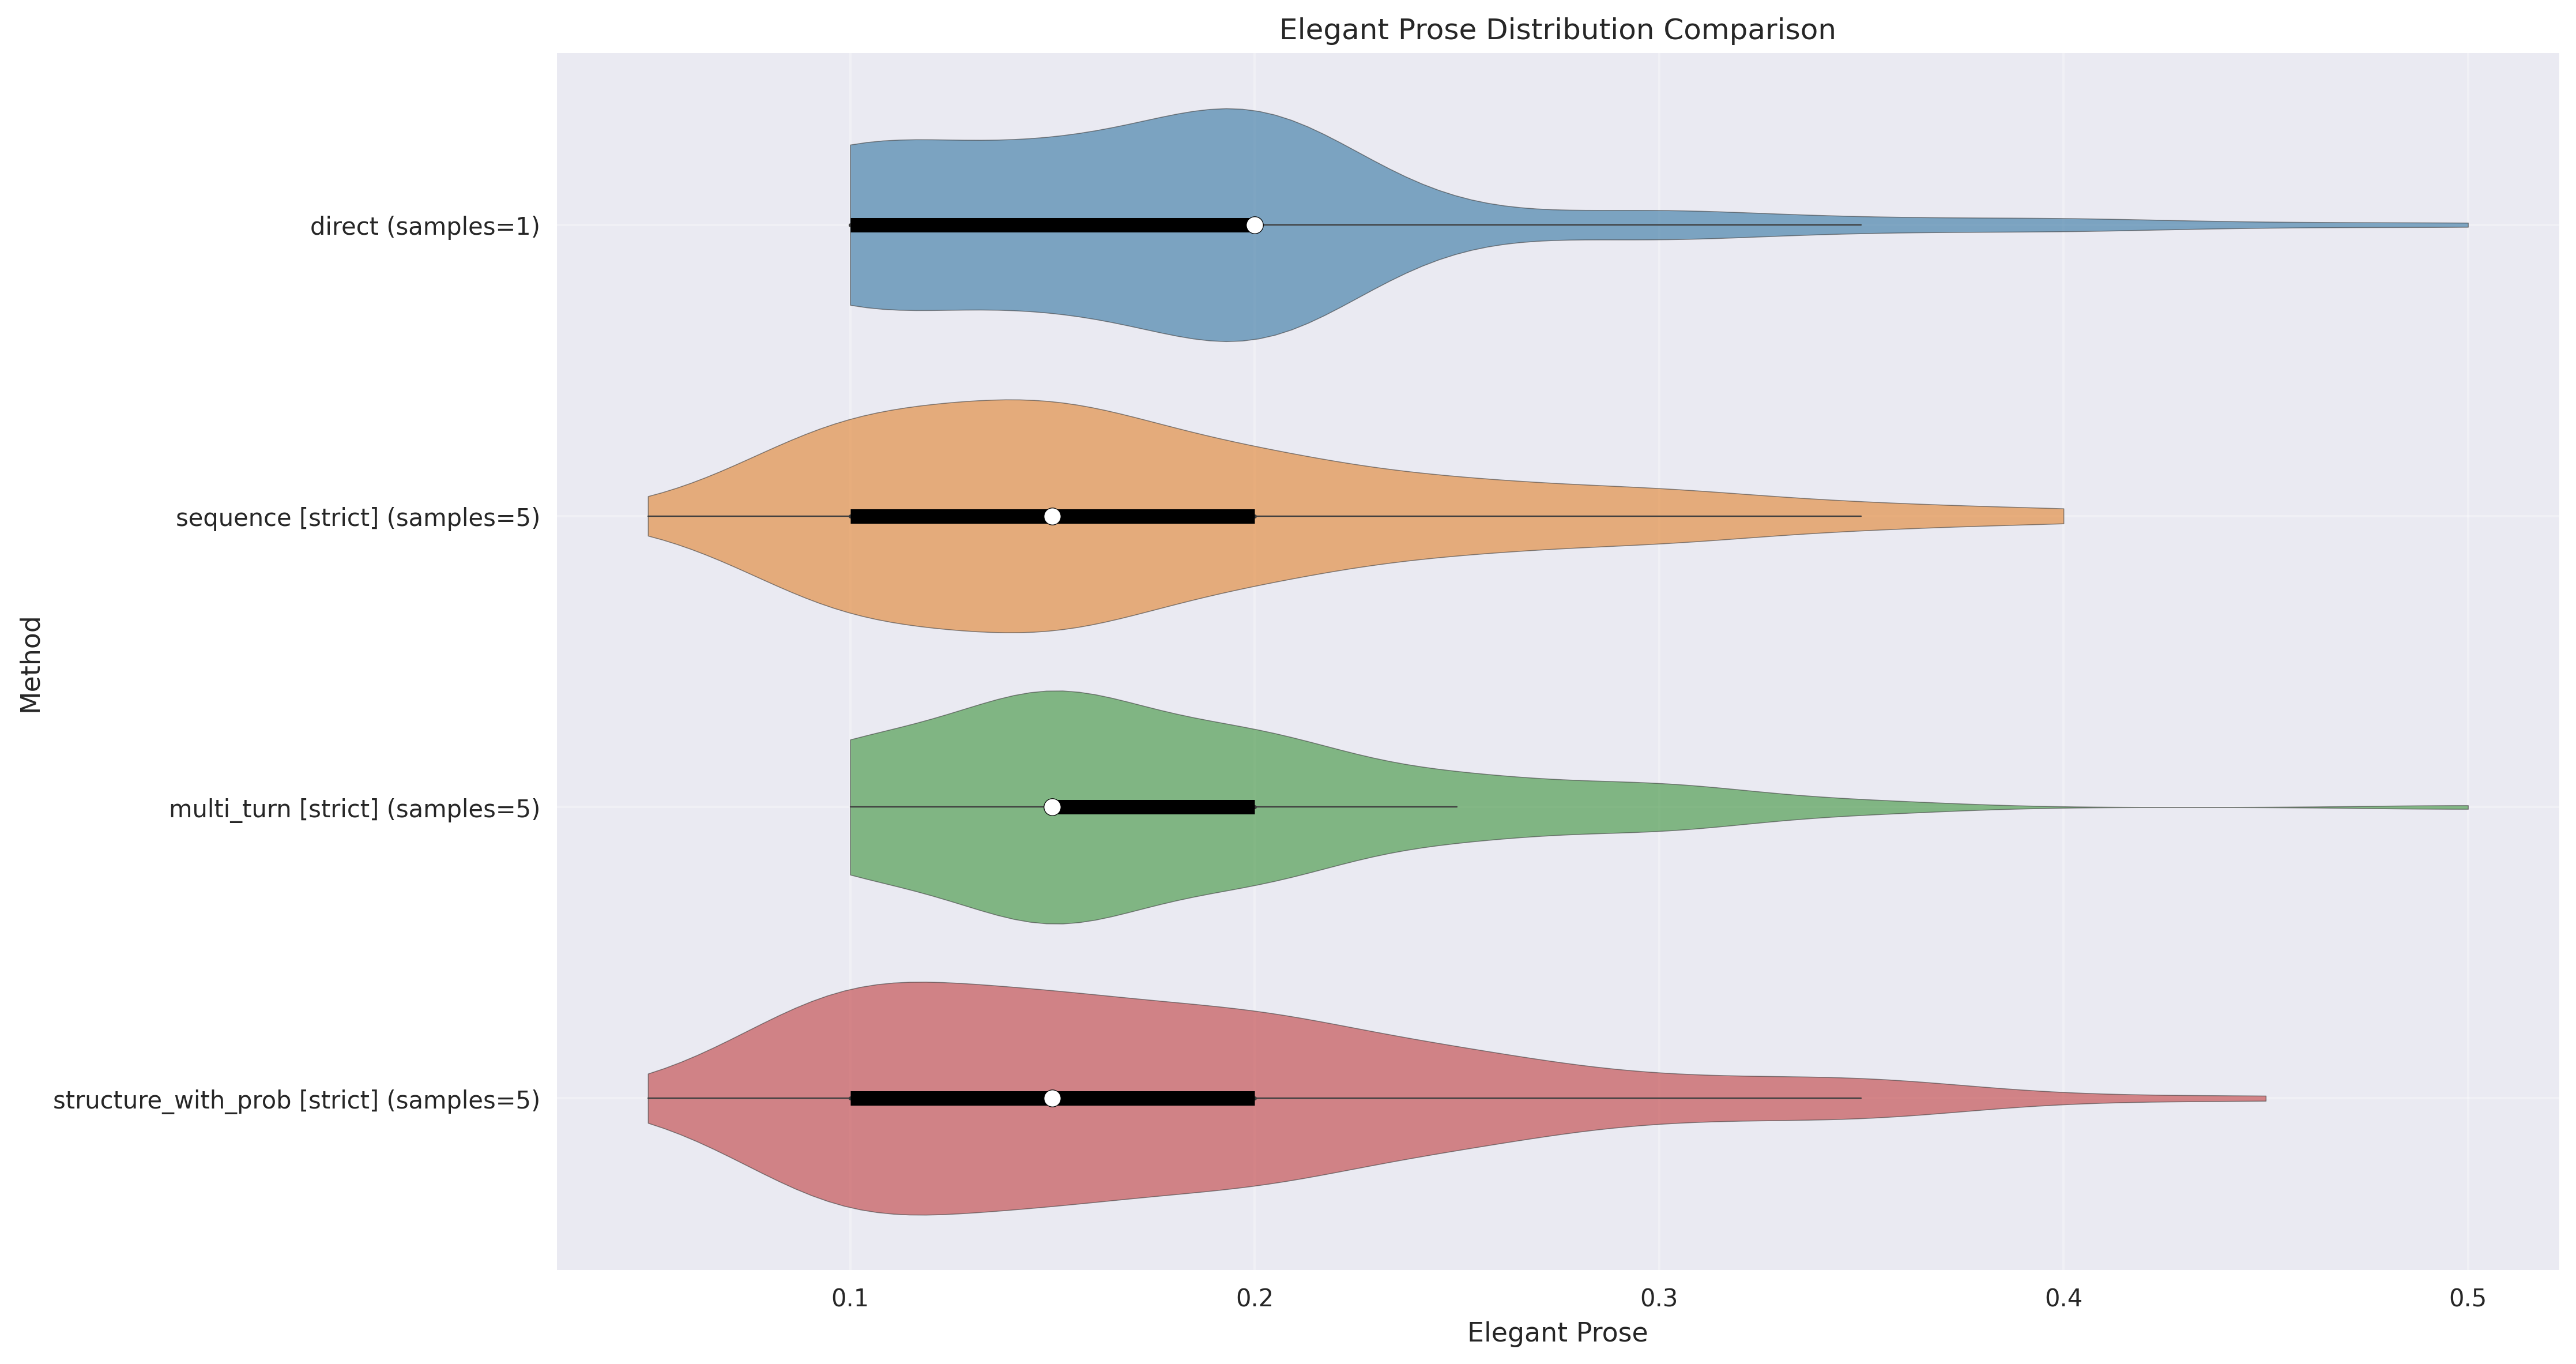 Elegant Prose Distribution Comparison
direct (samples=1)
sequence [strict] (samples=5)
multi_turn [strict] (samples=5)
structure_with_prob [strict] (samples=5)
Method
0.1 0.2 0.3 0.4 0.5
Elegant Prose